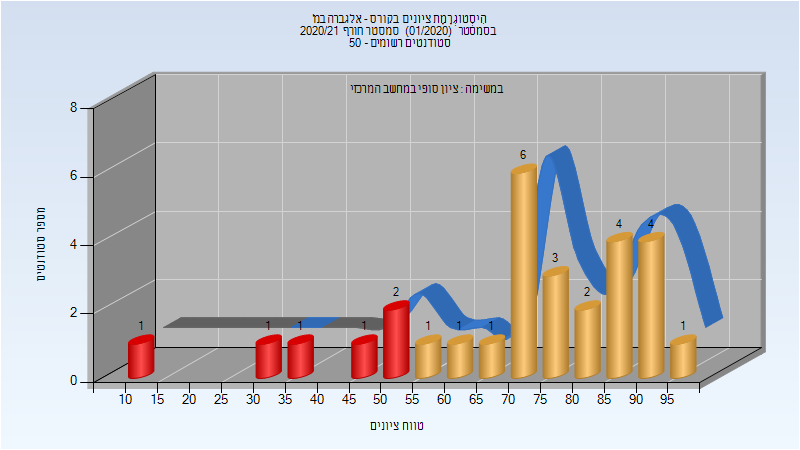 היסטוגרמת ציונים בקורס - אלגברה במ'
בסמסטר (01/2020) סמסטר חורף 2020/21
סטודנטים רשומים - 50
במשימה : ציון סופי במחשב המרכזי
מספר סטודנטים
8
6
4
2
0
1
1
1
1
2
1
1
1
6
3
2
4
4
1
10 15 20 25 30 35 40 45 50 55 60 65 70 75 80 85 90 95
טווח ציונים